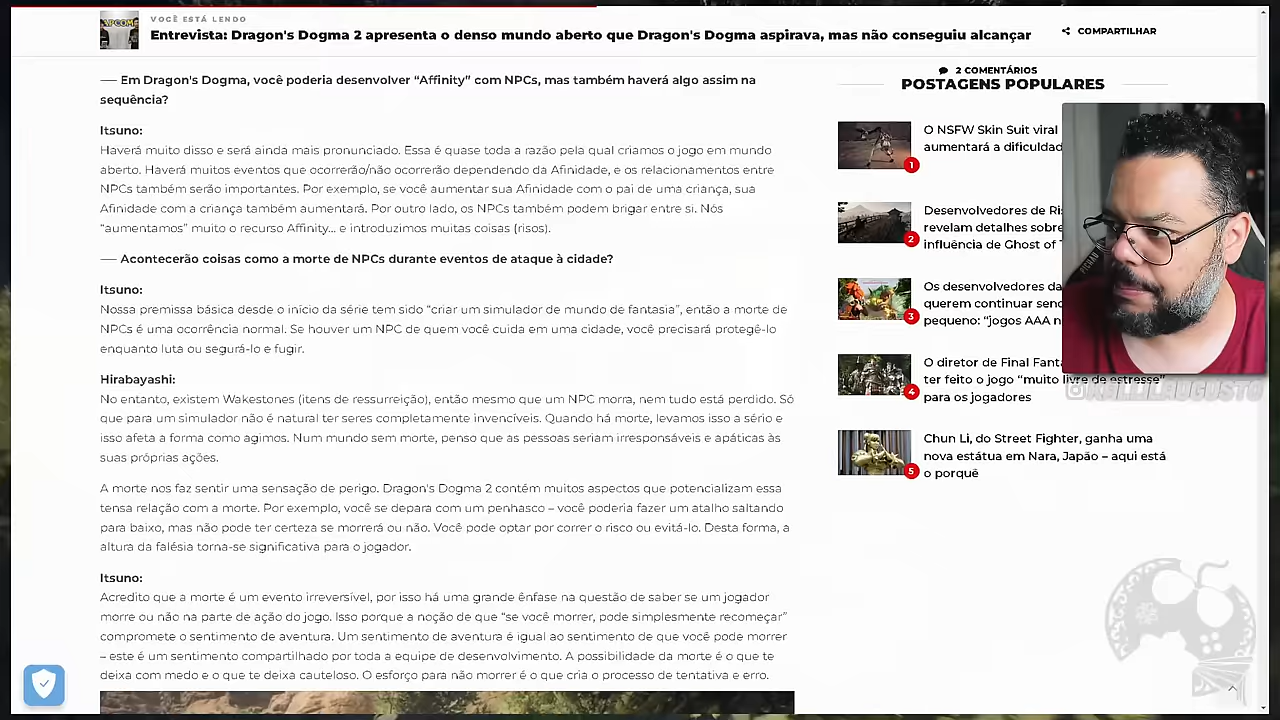 VOCÊ ESTÁ LENDO
Entrevista: Dragon's Dogma 2 apresenta o denso mundo aberto que Dragon's Dogma aspirava, mas não conseguiu alcançar
COMPARTILHAR
— Em Dragon's Dogma, você poderia desenvolver “Affinity” com NPCs, mas também haverá algo assim na
sequência?
Itsuno:
Haverá muito disso e será ainda mais pronunciado. Essa é quase toda a razão pela qual criamos o jogo em mundo
aberto. Haverá muitos eventos que ocorrerão/não ocorrerão dependendo da Afinidade, e os relacionamentos entre
NPCs também serão importantes. Por exemplo, se você aumentar sua Afinidade com o pai de uma criança, sua
Afinidade com a criança também aumentará. Por outro lado, os NPCs também podem brigar entre si. Nós
“aumentamos” muito o recurso Affinity… e introduzimos muitas coisas (risos).
— Acontecerão coisas como a morte de NPCs durante eventos de ataque à cidade?
Itsuno:
Nossa premissa básica desde o início da série tem sido “criar um simulador de mundo de fantasia”, então a morte de
NPCs é uma ocorrência normal. Se houver um NPC de quem você cuida em uma cidade, você precisará protegê-lo
enquanto luta ou segurá-lo e fugir.
Hirabayashi:
No entanto, existem Wakestones (itens de ressurreição), então mesmo que um NPC morra, nem tudo está perdido. Só
que para um simulador não é natural ter seres completamente invencíveis. Quando há morte, levamos isso a sério e
isso afeta a forma como agimos. Num mundo sem morte, penso que as pessoas seriam irresponsáveis e apáticas às
suas próprias ações.
A morte nos faz sentir uma sensação de perigo. Dragon's Dogma 2 contém muitos aspectos que potencializam essa
tensa relação com a morte. Por exemplo, você se depara com um penhasco – você poderia fazer um atalho saltando
para baixo, mas não pode ter certeza se morrerá ou não. Você pode optar por correr o risco ou evitá-lo. Desta forma, a
altura da falésia torna-se significativa para o jogador.
Itsuno:
Acredito que a morte é um evento irreversível, por isso há uma grande ênfase na questão de saber se um jogador
morre ou não na parte de ação do jogo. Isso porque a noção de que “se você morrer, pode simplesmente recomeçar”
compromete o sentimento de aventura. Um sentimento de aventura é igual ao sentimento de que você pode morrer
– este é um sentimento compartilhado por toda a equipe de desenvolvimento. A possibilidade da morte é o que te
deixa com medo e o que te deixa cauteloso. O esforço para não morrer é o que cria o processo de tentativa e erro.
2 COMENTÁRIOS
POSTAGENS POPULARES
O NSFW Skin Suit viral
aumentará a dificuldad
1
Desenvolvedores de Ri
revelam detalhes sobre
influência de Ghost of
2
Os desenvolvedores da
querem continuar senc
pequeno: “jogos AAA n
3
O diretor de Final Fanta
ter feito o jogo “muito livre de estresse”
para os jogadores
4
Chun Li, do Street Fighter, ganha uma
nova estátua em Nara, Japão – aqui está
o porquê
5